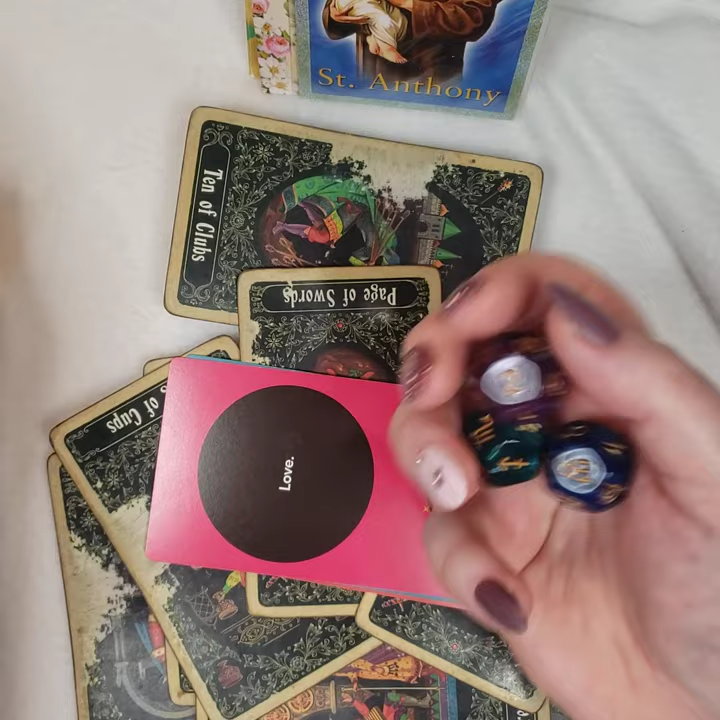 St. Anthony
Ten of Clubs
Page of Swords
of Cups
Love.